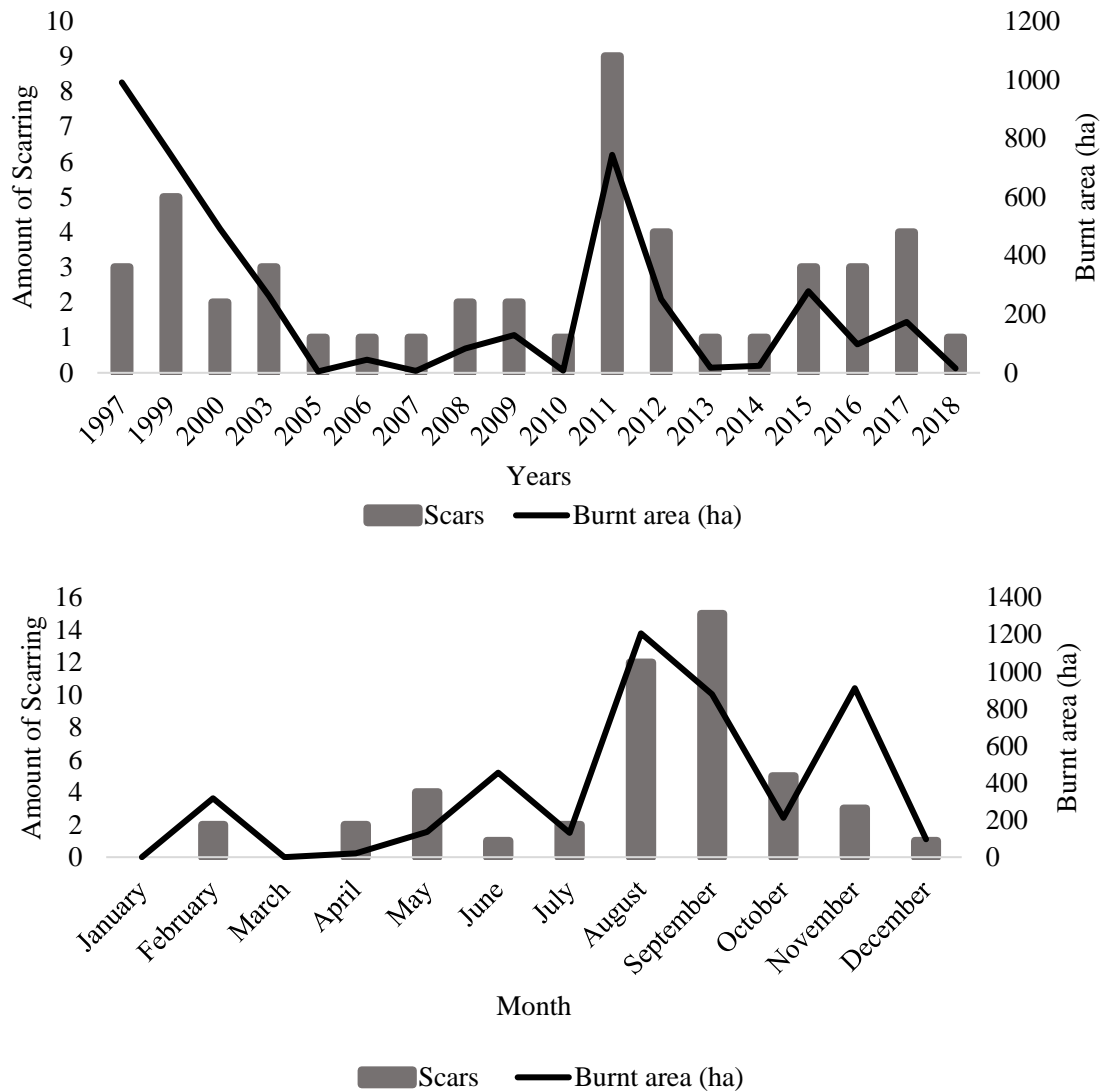 10
9
8
7
6
5
4
3
2
1
0
Amount of Scarring
1200
1000
800
600
400
200
0
Burnt area (ha)
1997
1999
2000
2003
2005
2006
2007
2008
2009
2010
2011
2012
2013
2014
2015
2016
2017
2018
Years
Scars
Burnt area (ha)
16
14
12
10
8
6
4
2
0
Amount of Scarring
1400
1200
1000
800
600
400
200
0
Burnt area (ha)
January
February
March
April
May
June
July
August
September
October
November
December
Month
Scars
Burnt area (ha)